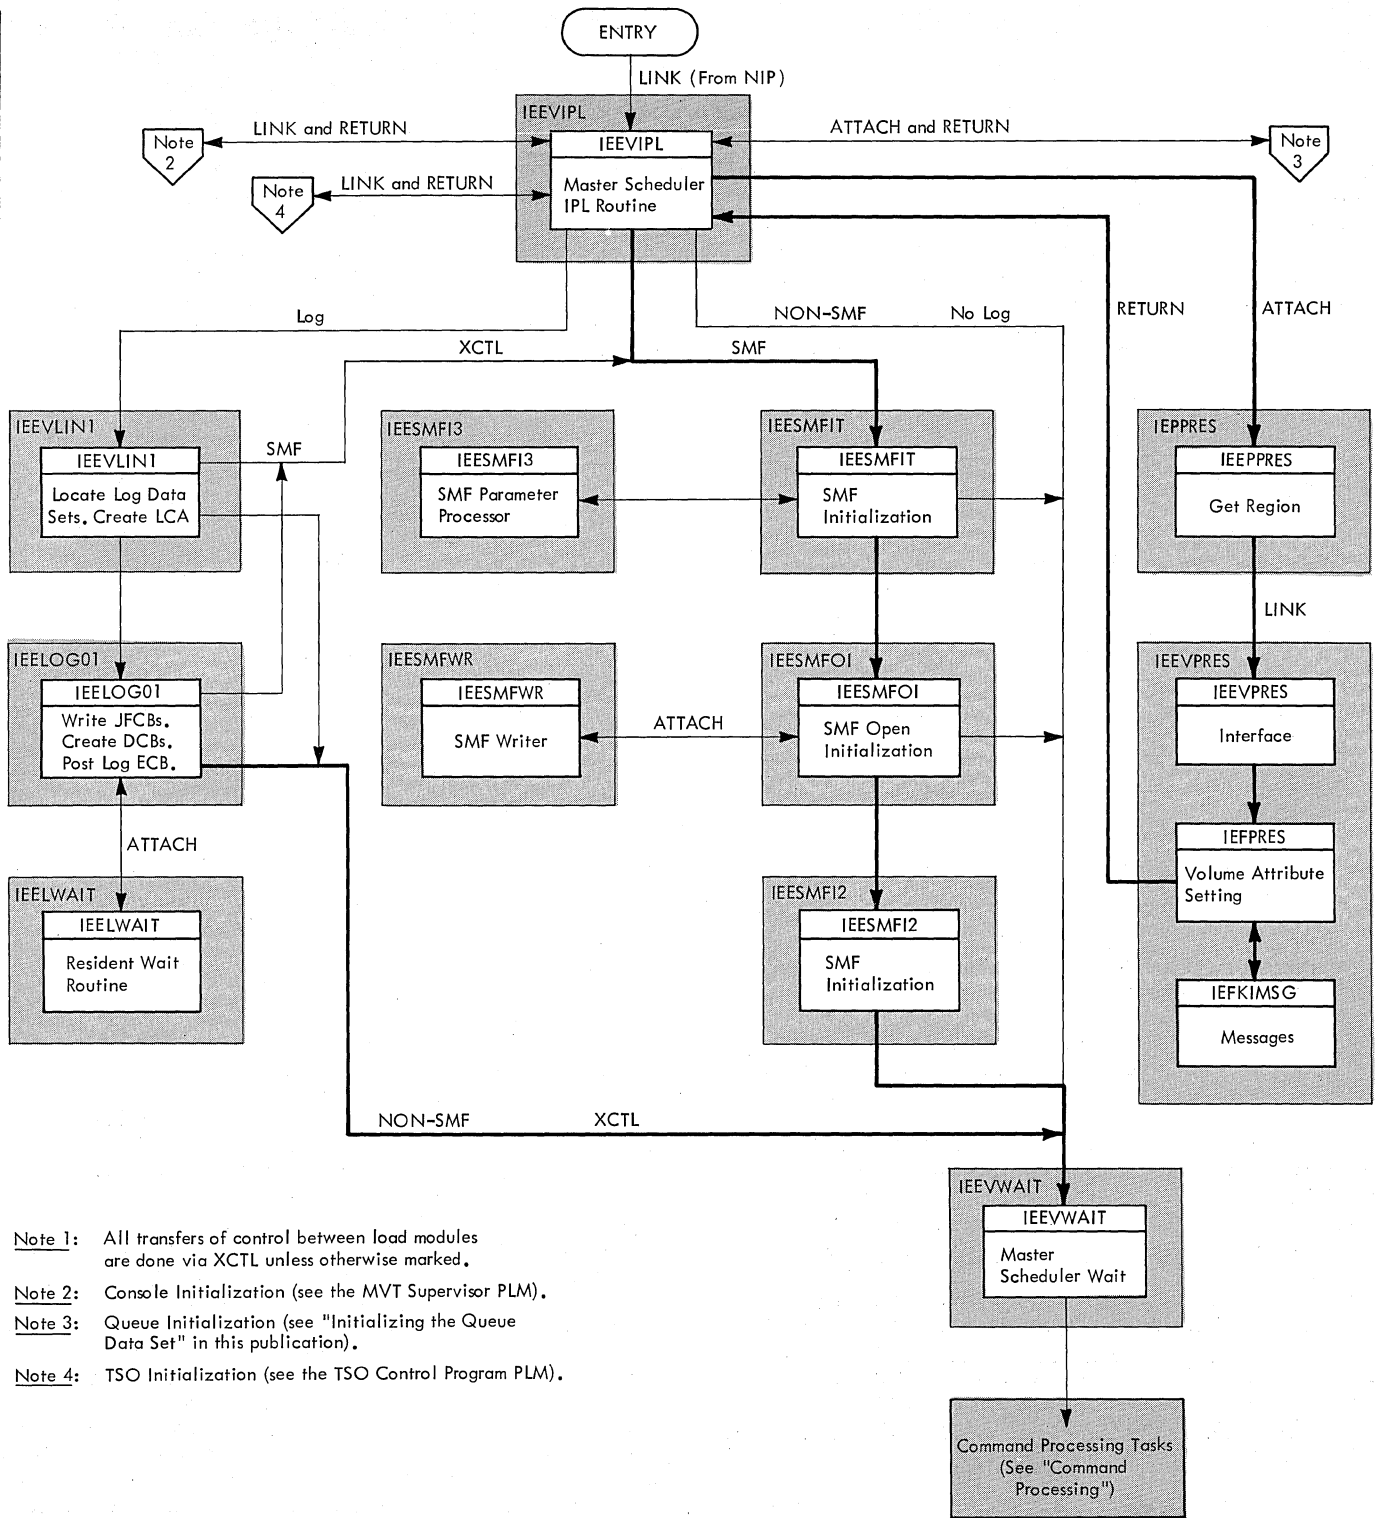 ENTRY
LINK (From NIP)
IEEVIPL
LINK and RETURN
ATTACH and RETURN
IEEVIPL
Note
2
Note
3
LINK and RETURN
Note
4
Master Scheduler
IPL Routine
Log
NON-SMF
No Log
RETURN
ATTACH
XCTL
SMF
IEEVLIN1
IEEVLIN1
Locate Log Data
Sets. Create LCA
SMF
IEESMFI3
IEESMFI3
SMF Parameter
Processor
IEESMFIT
IEESMFIT
SMF
Initialization
IEPPRES
IEEPPRES
Get Region
LINK
IEELOG01
IEELOG01
Write JFCBs.
Create DCBs.
Post Log ECB.
IEESMFWR
IEESMFWR
SMF Writer
ATTACH
IEESMFOI
IEESMFOI
SMF Open
Initialization
IEEVPRES
IEEVPRES
Interface
ATTACH
IEFPRES
Volume Attribute
Setting
IEELWAIT
IEELWAIT
Resident Wait
Routine
IEESMFI2
IEESMFI2
SMF
Initialization
IEFKIMSG
Messages
NON-SMF
XCTL
IEEVWAIT
IEEVWAIT
Master
Scheduler Wait
Note 1: All transfers of control between load modules
are done via XCTL unless otherwise marked.
Note 2: Console Initialization (see the MVT Supervisor PLM).
Note 3: Queue Initialization (see "Initializing the Queue
Data Set" in this publication).
Note 4: TSO Initialization (see the TSO Control Program PLM).
Command Processing Tasks
(See "Command
Processing")